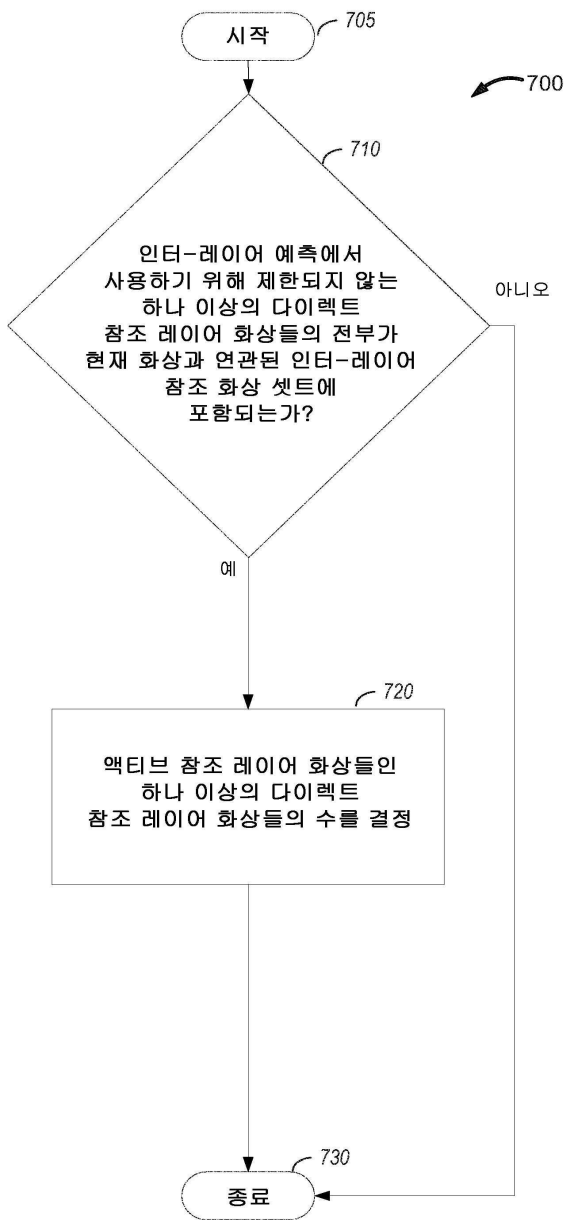 시작
705
700
710
인터-레이어 예측에서
사용하기 위해 제한되지 않는
하나 이상의 다이렉트
참조 레이어 화상들의 전부가
현재 화상과 연관된 인터-레이어
참조 화상 셋트에
포함되는가?
아니오
예
720
액티브 참조 레이어 화상들인
하나 이상의 다이렉트
참조 레이어 화상들의 수를 결정
730
종료